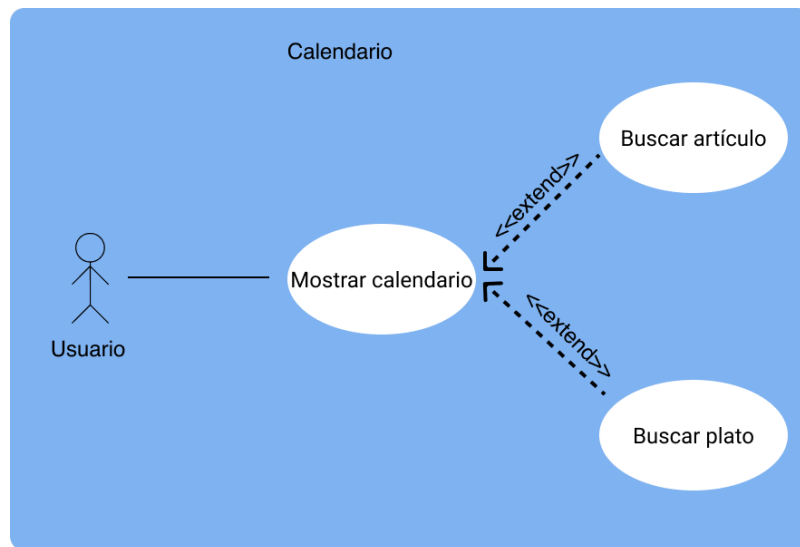 Calendario
Buscar artículo
<<extend>>
Mostrar calendario
<<extend>>
Usuario
Buscar plato